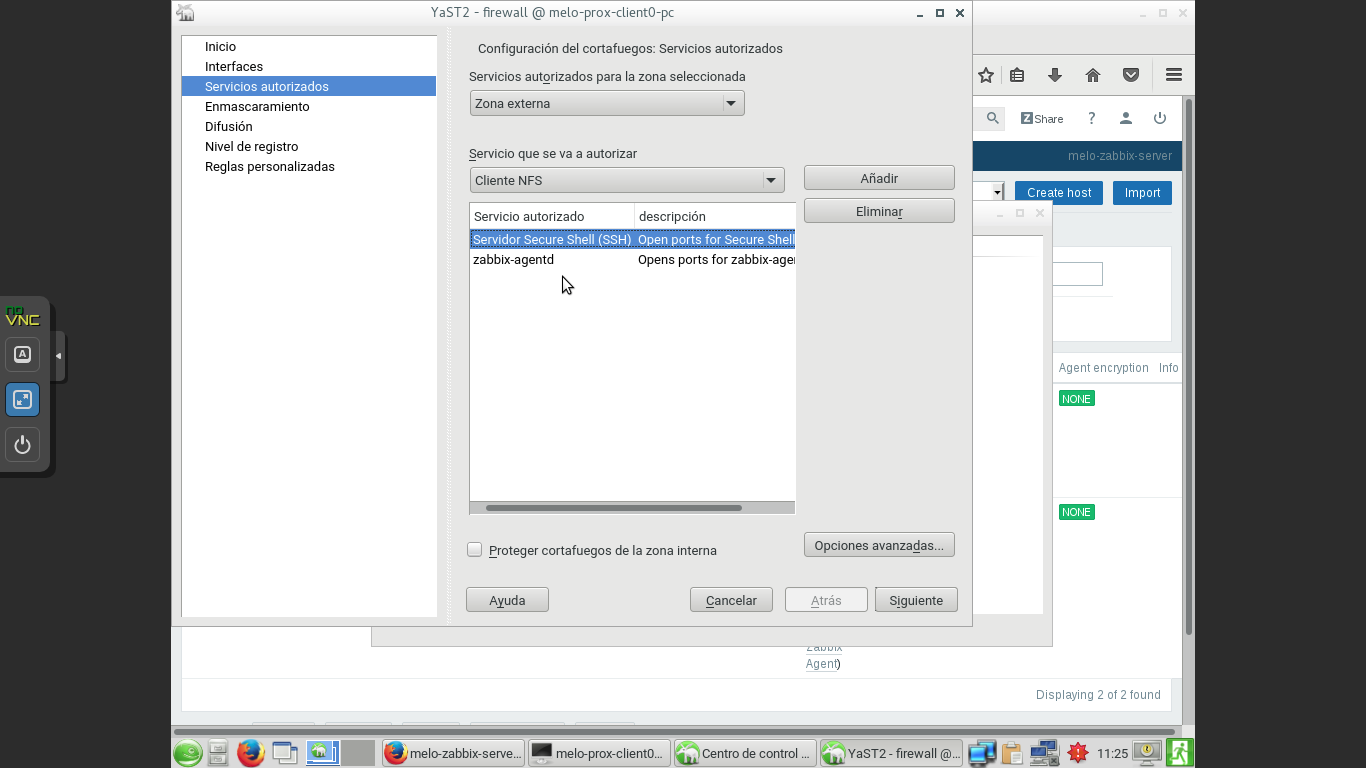 YaST2 - firewall @ melo-prox-client0-pc
Inicio
Interfaces
Servicios autorizados
Enmascaramiento
Difusión
Nivel de registro
Reglas personalizadas
Configuración del cortafuegos: Servicios autorizados
Servicios autorizados para la zona seleccionada
Zona externa
Servicio que se va a autorizar
Cliente NFS
Añadir
Eliminar
Servicio autorizado descripción
Servidor Secure Shell (SSH) Open ports for Secure Shell
zabbix-agentd Opens ports for zabbix-agen
Proteger cortafuegos de la zona interna
Opciones avanzadas...
Ayuda
Cancelar
Atrás
Siguiente
Z Share
?
melo-zabbix-server
Create host
Import
Agent encryption Info
NONE
NONE
Zabbix
Agent)
Displaying 2 of 2 found
no
VNC
A
melo-zabbix-serve...
melo-prox-client0...
Centro de control ...
YaST2 - firewall @...
11:25